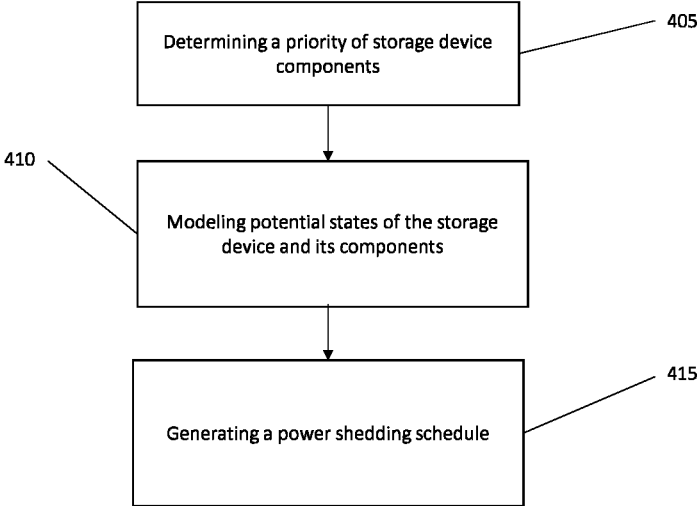 405
Determining a priority of storage device
components
410
Modeling potential states of the storage
device and its components
415
Generating a power shedding schedule